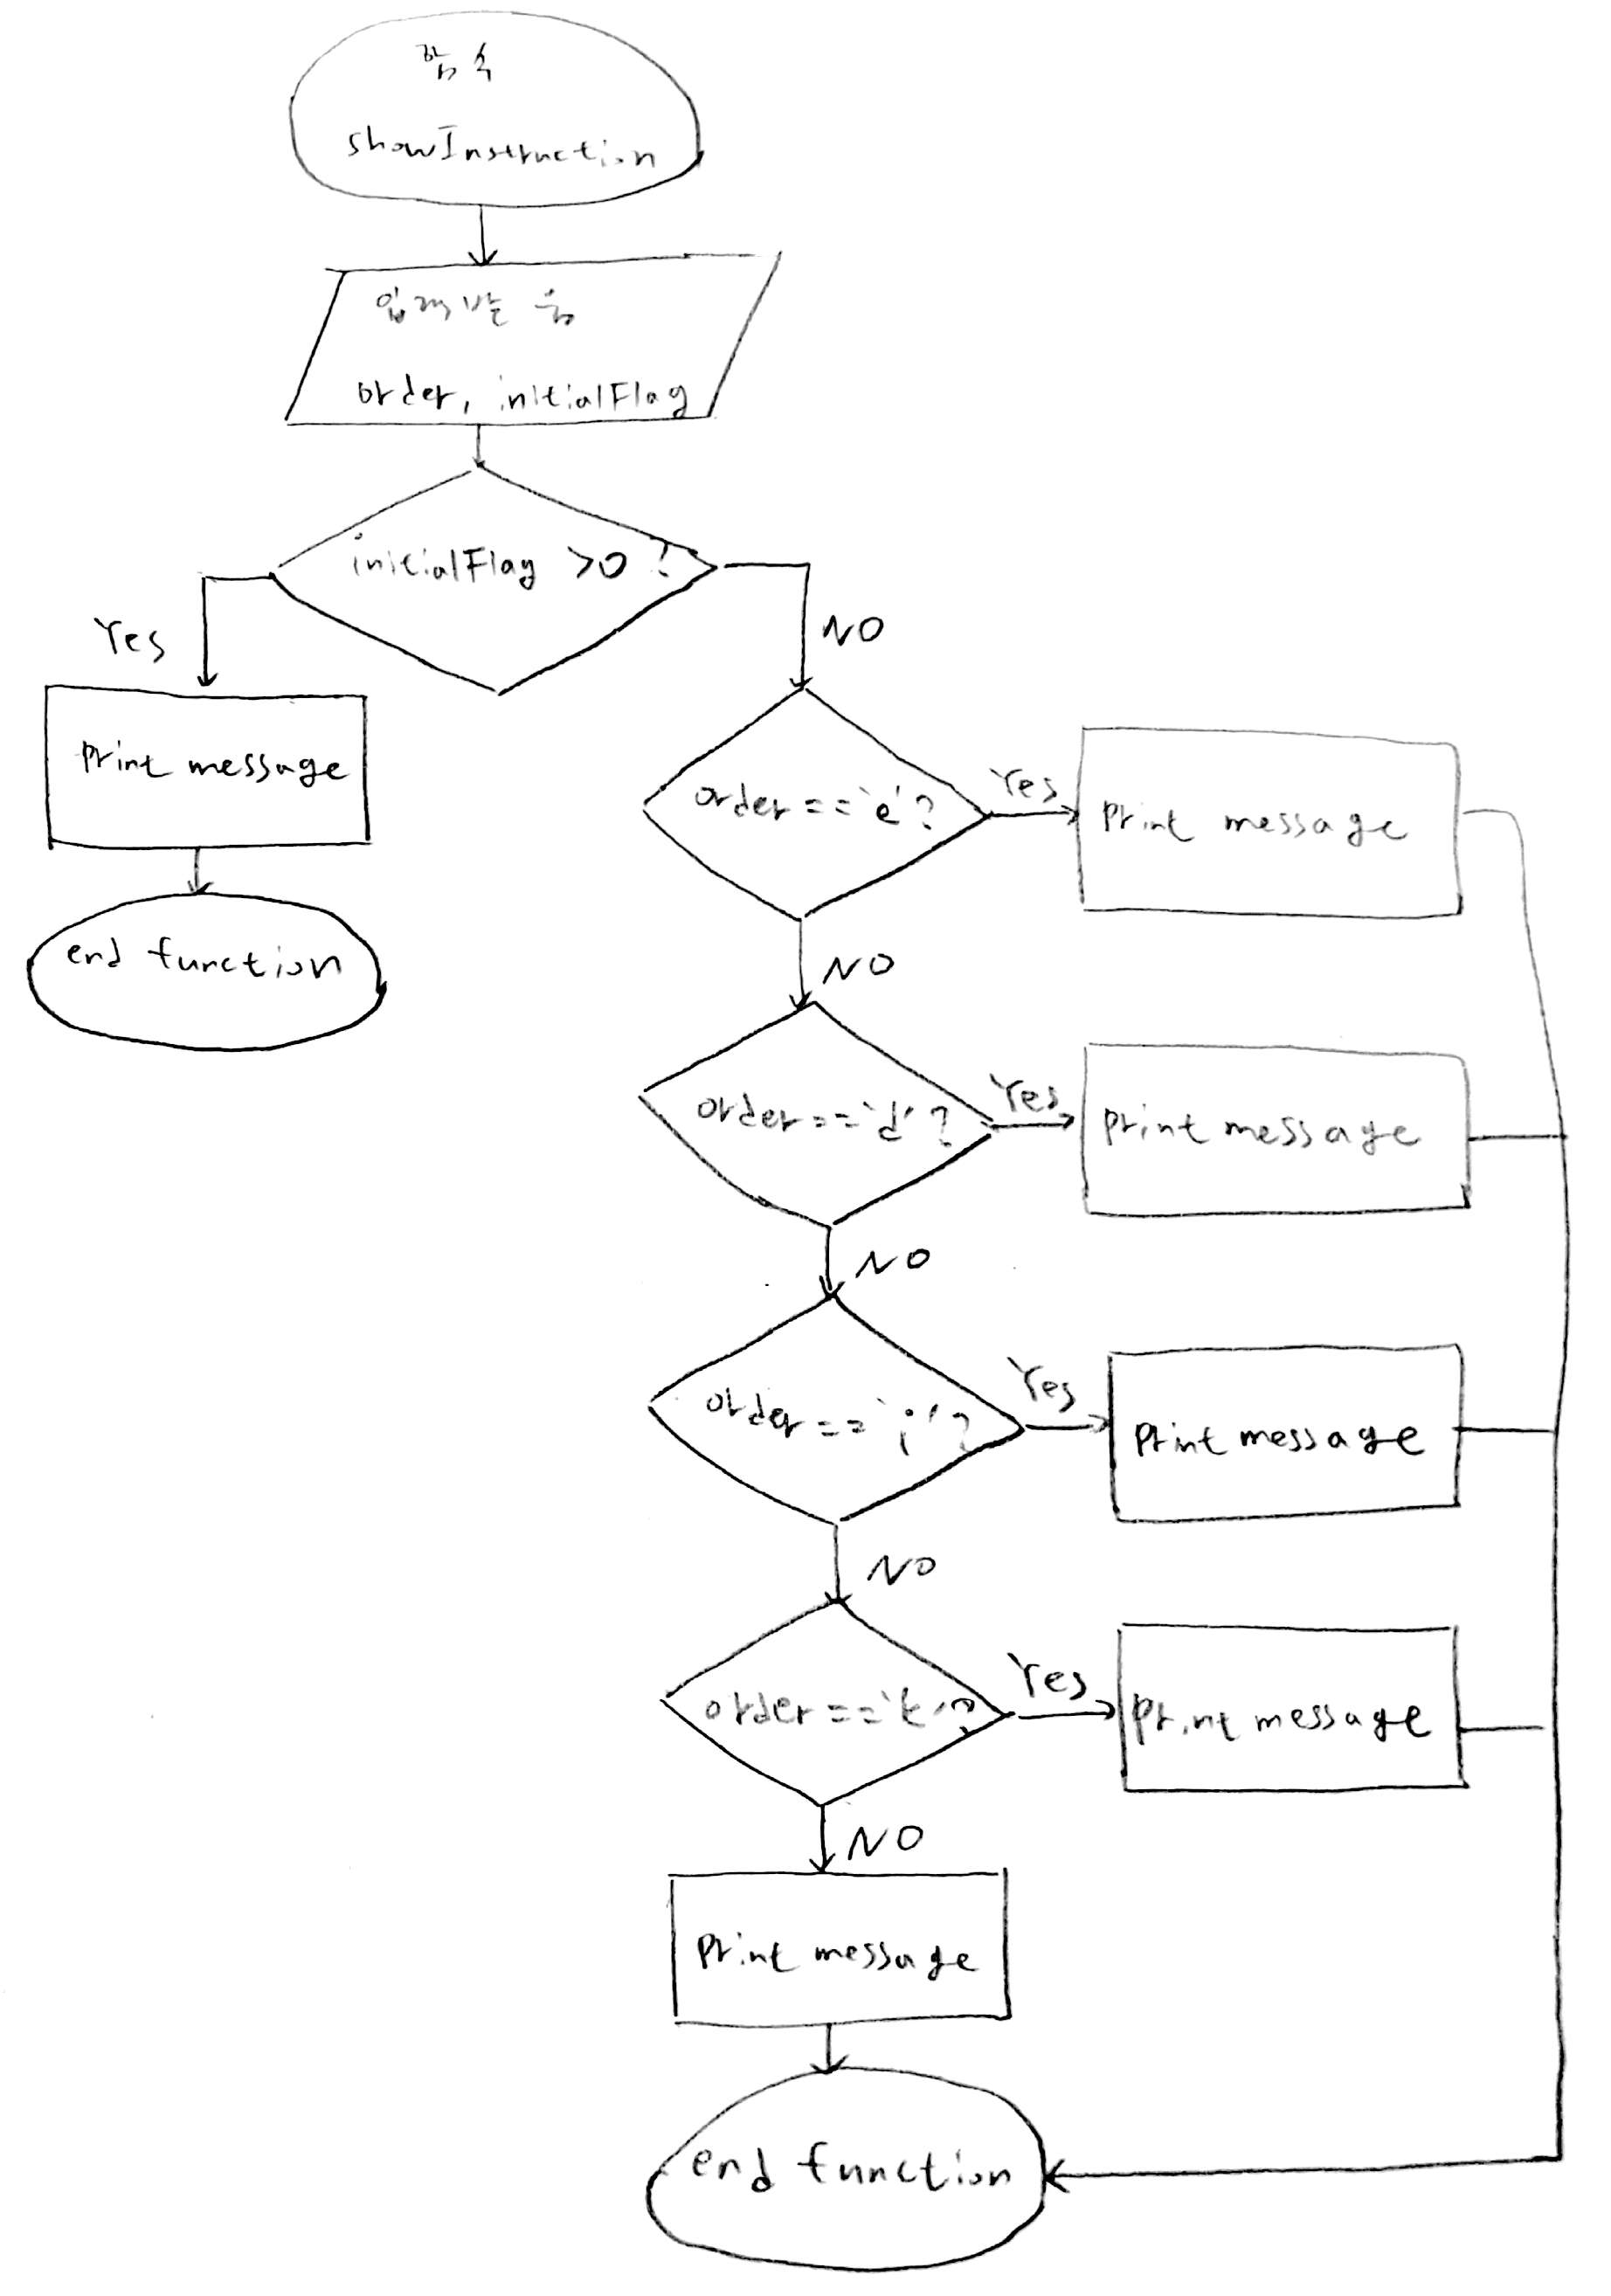 함수
showInstruction
입력받음
order, initialFlag
initialFlag >0 ?
Yes
NO
print message
end function
order=='e'?
Yes
print message
NO
order=='d'?
Yes
print message
NO
order=='i'?
Yes
print message
NO
order=='t'?
Yes
print message
NO
print message
end function